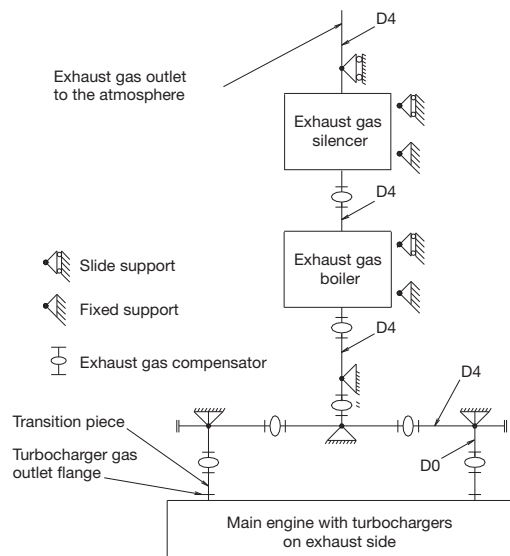 D4
Exhaust gas outlet
to the atmosphere
Exhaust gas
silencer
D4
Exhaust gas
boiler
Slide support
Fixed support
D4
Exhaust gas compensator
D4
Transition piece
D0
Turbocharger gas
outlet flange
Main engine with turbochargers
on exhaust side